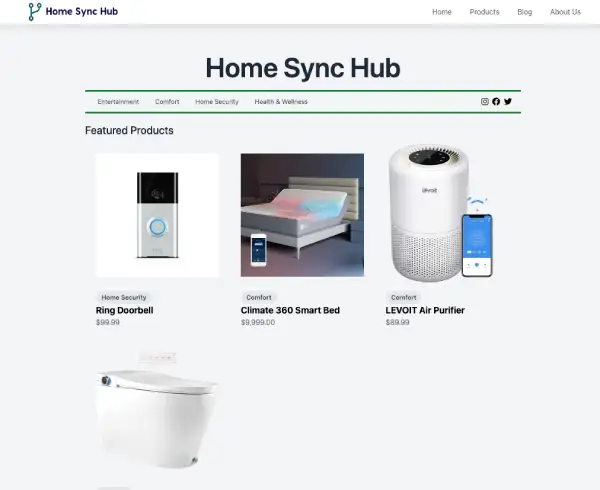 Home Sync Hub
Home Products Blog About Us
Home Sync Hub
Entertainment Comfort Home Security Health & Wellness
Featured Products
LEVOIT
Home Security
Ring Doorbell
$99.99
Comfort
Climate 360 Smart Bed
$9,999.00
Comfort
LEVOIT Air Purifier
$89.99